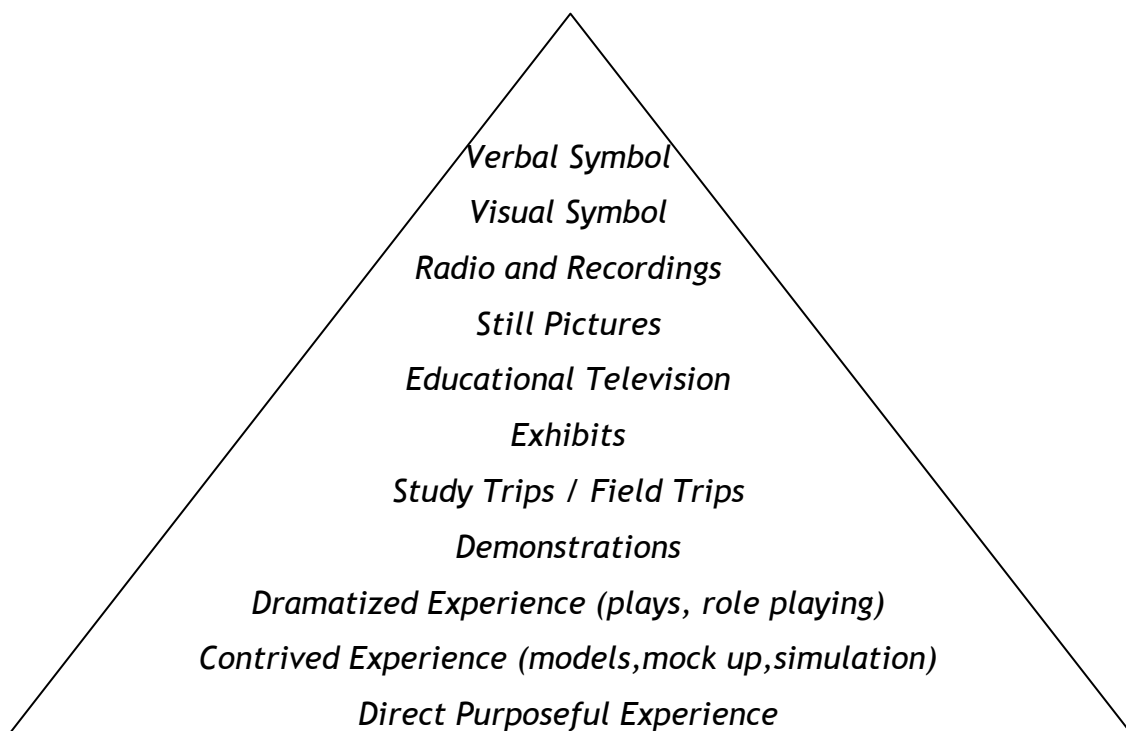 Verbal Symbol
Visual Symbol
Radio and Recordings
Still Pictures
Educational Television
Exhibits
Study Trips / Field Trips
Demonstrations
Dramatized Experience (plays, role playing)
Contrived Experience (models,mock up,simulation)
Direct Purposeful Experience